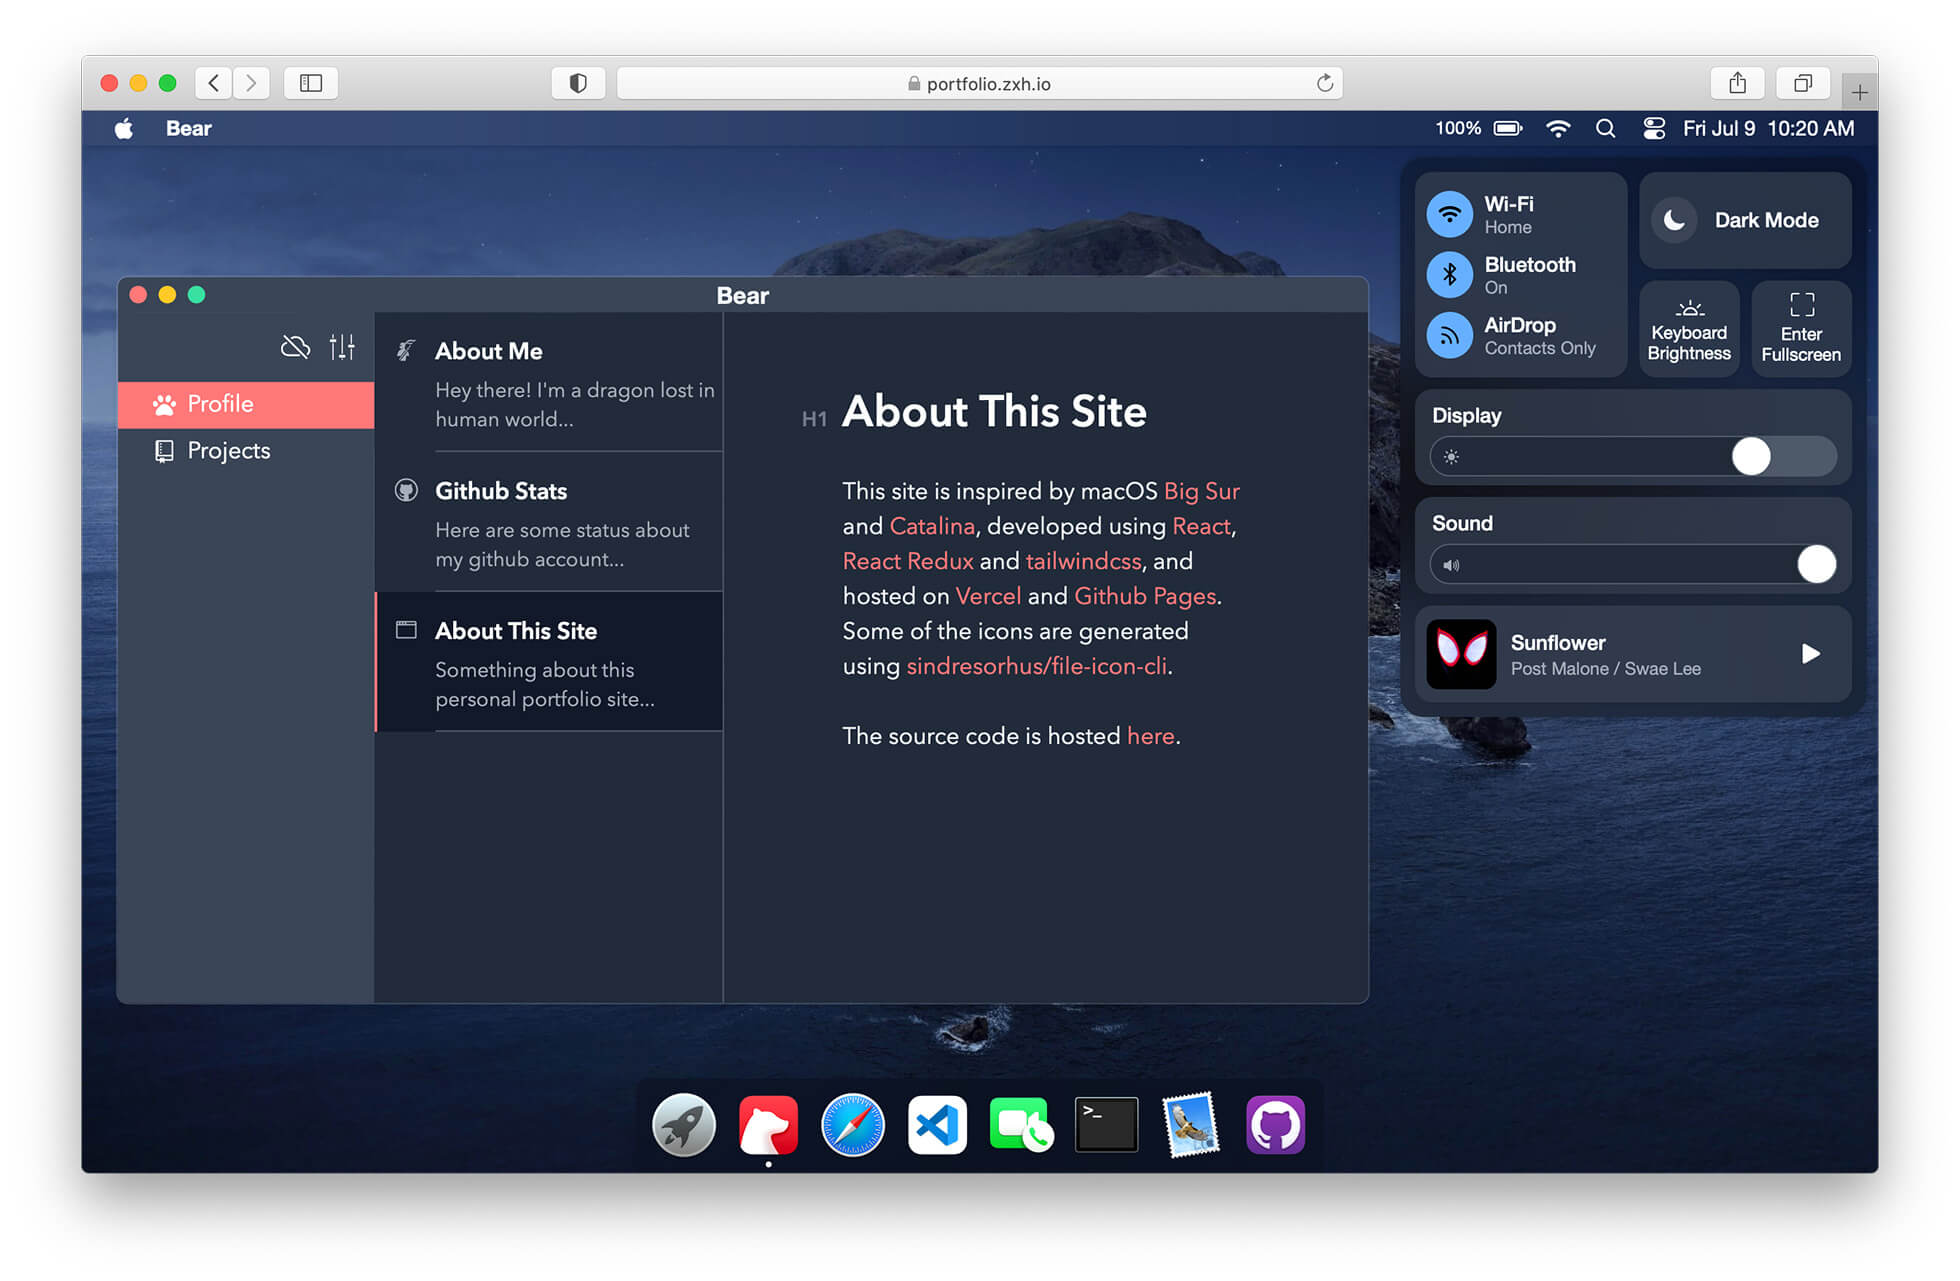 portfolio.zxh.io
Bear
100%
Fri Jul 9 10:20 AM
Wi-Fi
Home
Bluetooth
On
AirDrop
Contacts Only
Dark Mode
Keyboard
Brightness
Enter
Fullscreen
Display
Sound
Sunflower
Post Malone / Swae Lee
Bear
Profile
Projects
About Me
Hey there! I'm a dragon lost in
human world...
Github Stats
Here are some status about
my github account...
About This Site
Something about this
personal portfolio site...
H1 About This Site
This site is inspired by macOS Big Sur
and Catalina, developed using React,
React Redux and tailwindcss, and
hosted on Vercel and Github Pages.
Some of the icons are generated
using sindresorhus/file-icon-cli.
The source code is hosted here.
>_